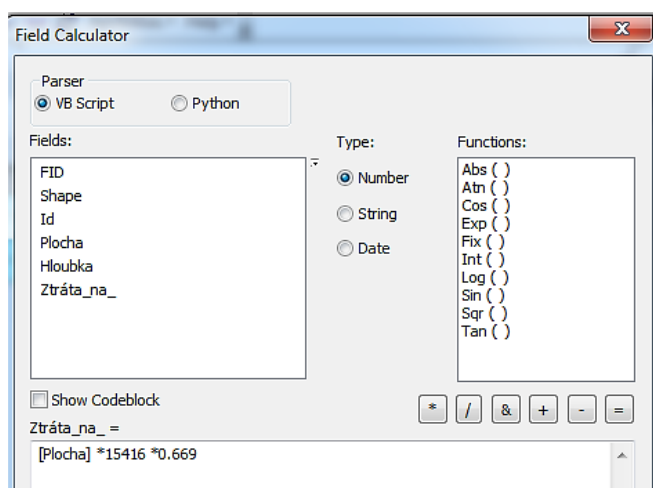 Field Calculator
x
Parser
VB Script
Python
Fields:
FID
Shape
Id
Plocha
Hloubka
Ztráta_na_
Type:
Number
String
Date
Functions:
Abs ( )
Atn ( )
Cos ( )
Exp ( )
Fix ( )
Int ( )
Log ( )
Sin ( )
Sqr ( )
Tan ( )
Show Codeblock
* / & + - =
Ztráta_na_ =
[Plocha] *15416 *0.669